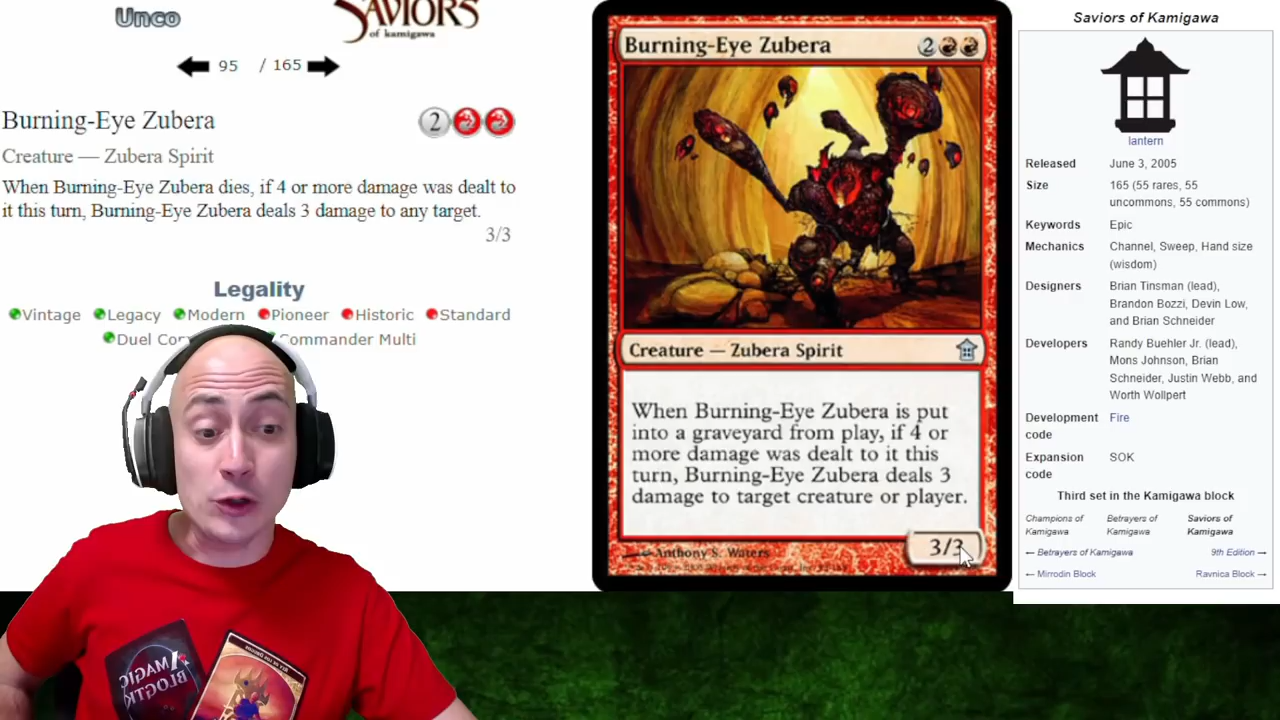 Unco
SAVIORS
of kamigawa
95 / 165
Burning-Eye Zubera
2
Creature — Zubera Spirit
When Burning-Eye Zubera dies, if 4 or more damage was dealt to
it this turn, Burning-Eye Zubera deals 3 damage to any target.
3/3
Legality
Vintage Legacy Modern Pioneer Historic Standard
Duel Commander Multi
MAGIC
BLOGTK
Burning-Eye Zubera 2
Creature — Zubera Spirit
When Burning-Eye Zubera is put
into a graveyard from play, if 4 or
more damage was dealt to it this
turn, Burning-Eye Zubera deals 3
damage to target creature or player.
3/3
Anthony S. Waters
Saviors of Kamigawa
lantern
Released June 3, 2005
Size 165 (55 rares, 55
uncommons, 55 commons)
Keywords Epic
Mechanics Channel, Sweep, Hand size
(wisdom)
Designers Brian Tinsman (lead),
Brandon Bozzi, Devin Low,
and Brian Schneider
Developers Randy Buehler Jr. (lead),
Mons Johnson, Brian
Schneider, Justin Webb, and
Worth Wollpert
Development Fire
code
Expansion SOK
code
Third set in the Kamigawa block
Champions of Betrayers of Saviors of
Kamigawa Kamigawa Kamigawa
← Betrayers of Kamigawa 9th Edition →
← Mirrodin Block Ravnica Block →